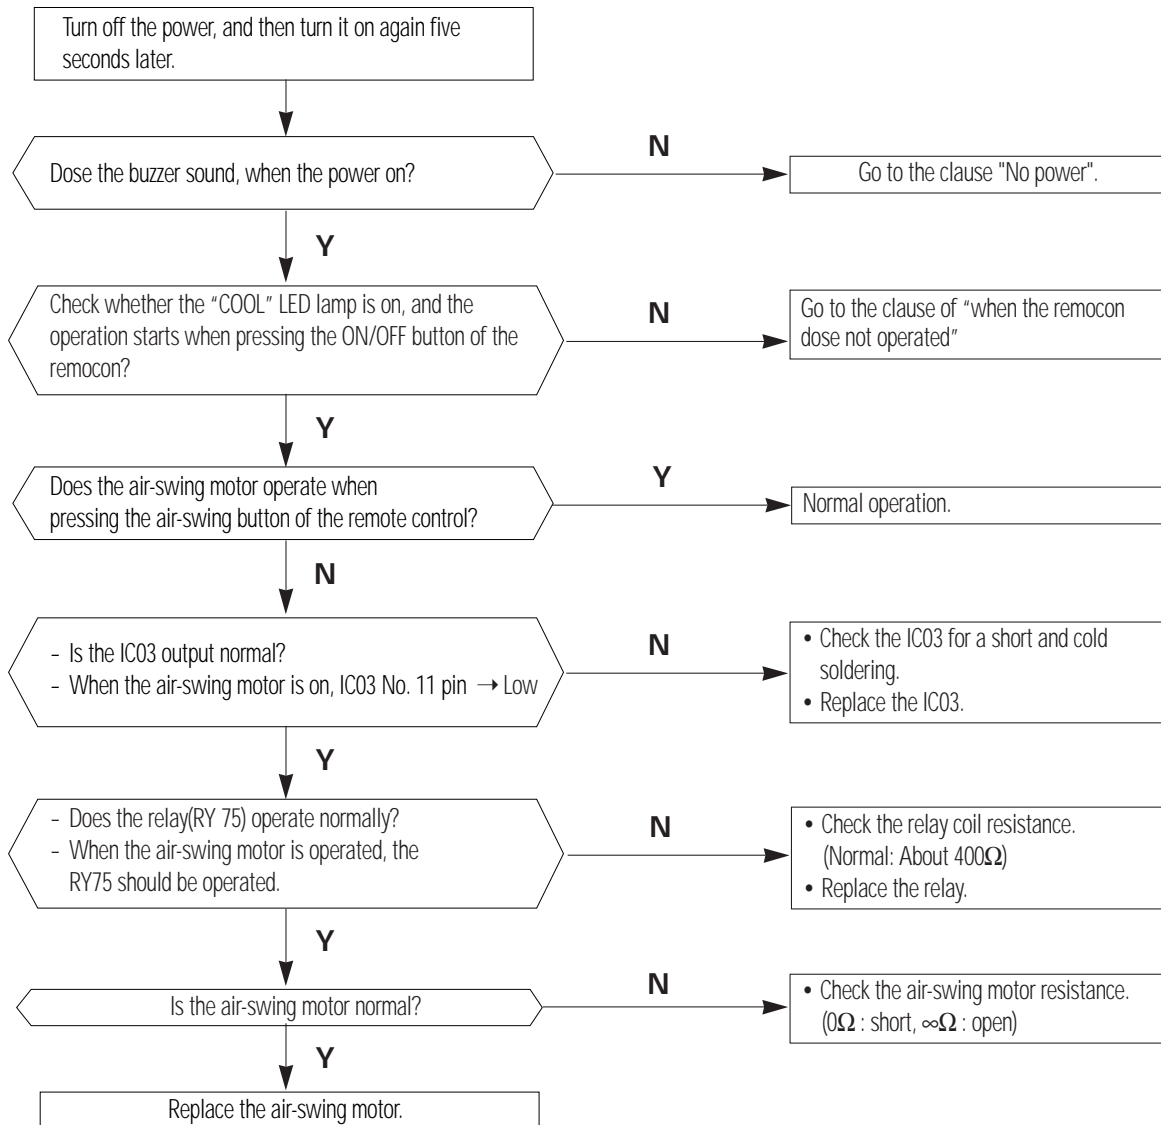 Turn off the power, and then turn it on again five
seconds later.
Dose the buzzer sound, when the power on?
N
Go to the clause "No power".
Y
Check whether the “COOL” LED lamp is on, and the
operation starts when pressing the ON/OFF button of the
remocon?
N
Go to the clause of “when the remocon
dose not operated”
Y
Does the air-swing motor operate when
pressing the air-swing button of the remote control?
Y
Normal operation.
N
- Is the IC03 output normal?
- When the air-swing motor is on, IC03 No. 11 pin → Low
N
• Check the IC03 for a short and cold
soldering.
• Replace the IC03.
Y
- Does the relay(RY 75) operate normally?
- When the air-swing motor is operated, the
RY75 should be operated.
N
• Check the relay coil resistance.
(Normal: About 400Ω)
• Replace the relay.
Y
Is the air-swing motor normal?
N
• Check the air-swing motor resistance.
(0Ω : short, ∞Ω : open)
Y
Replace the air-swing motor.